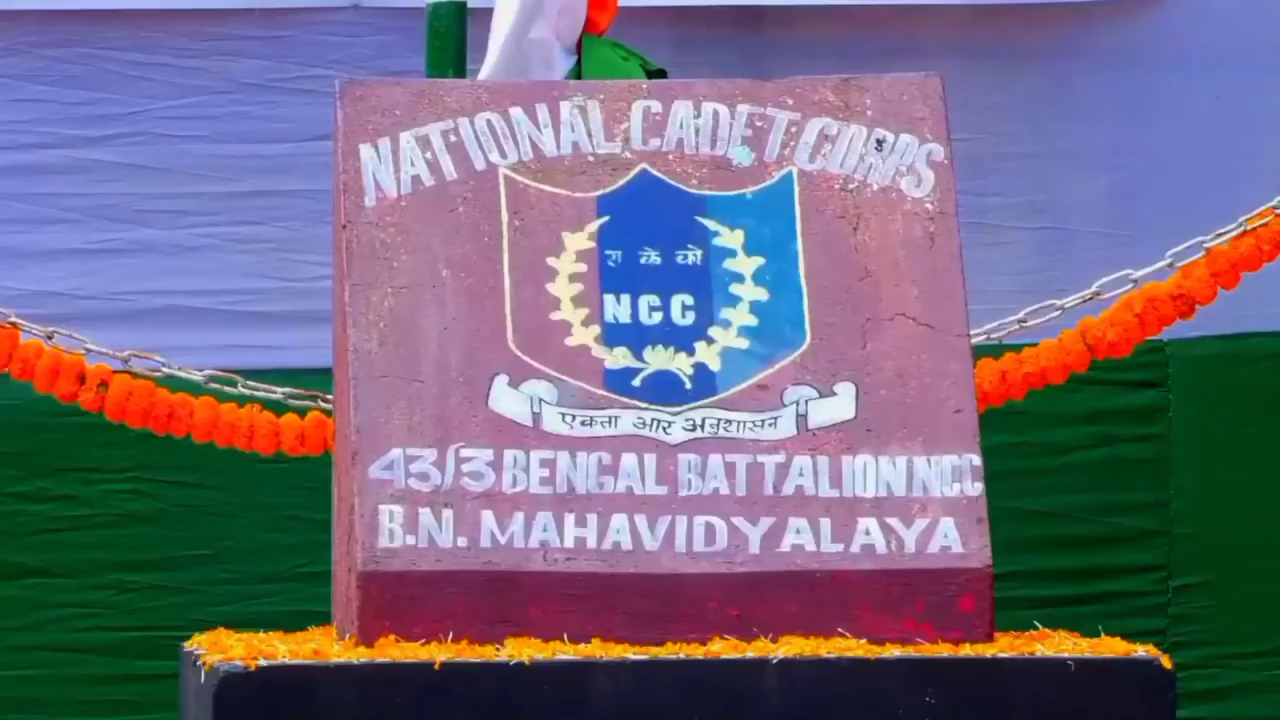 NATIONAL CADET CORPS
रा के को
NCC
एकता और अनुशासन
43/3 BENGAL BATTALION NCC
B.N. MAHAVIDYALAYA